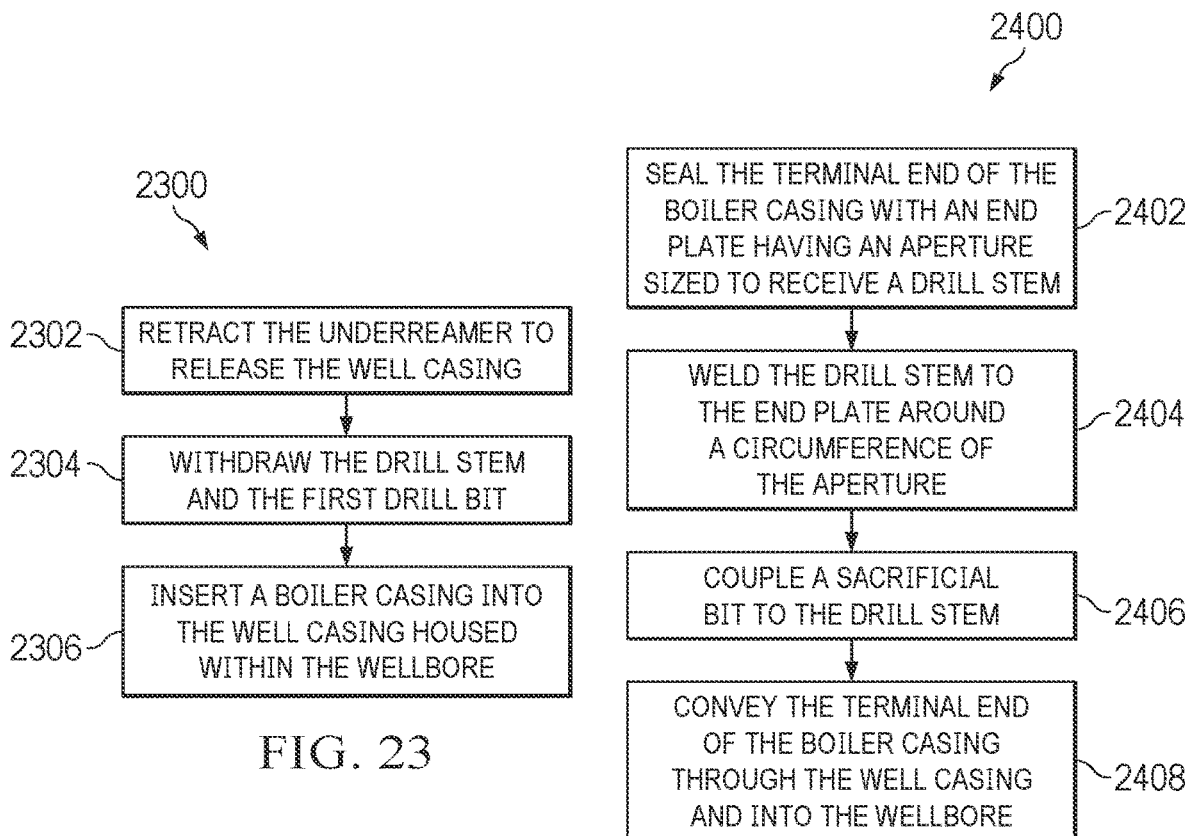 2300
2302
RETRACT THE UNDERREAMER TO
RELEASE THE WELL CASING
2304
WITHDRAW THE DRILL STEM
AND THE FIRST DRILL BIT
2306
INSERT A BOILER CASING INTO
THE WELL CASING HOUSED
WITHIN THE WELLBORE
FIG. 23
2400
SEAL THE TERMINAL END OF THE
BOILER CASING WITH AN END
PLATE HAVING AN APERTURE
SIZED TO RECEIVE A DRILL STEM
2402
WELD THE DRILL STEM TO
THE END PLATE AROUND
A CIRCUMFERENCE OF
THE APERTURE
2404
COUPLE A SACRIFICIAL
BIT TO THE DRILL STEM
2406
CONVEY THE TERMINAL END
OF THE BOILER CASING
THROUGH THE WELL CASING
AND INTO THE WELLBORE
2408